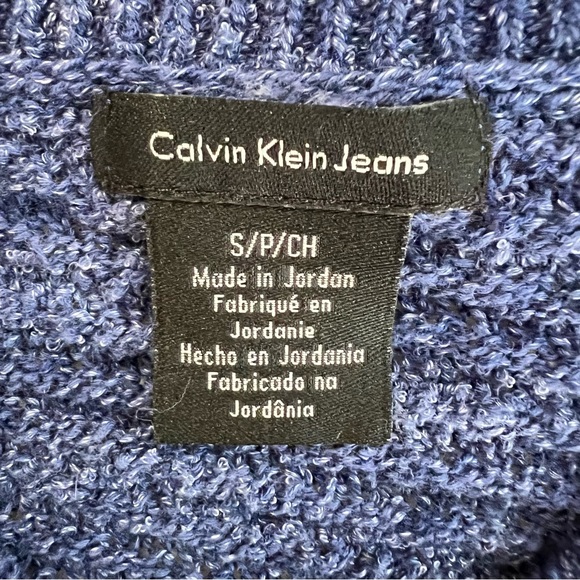 Calvin Klein Jeans
S/P/CH
Made in Jordan
Fabriqué en
Jordanie
Hecho en Jordania
Fabricado na
Jordânia